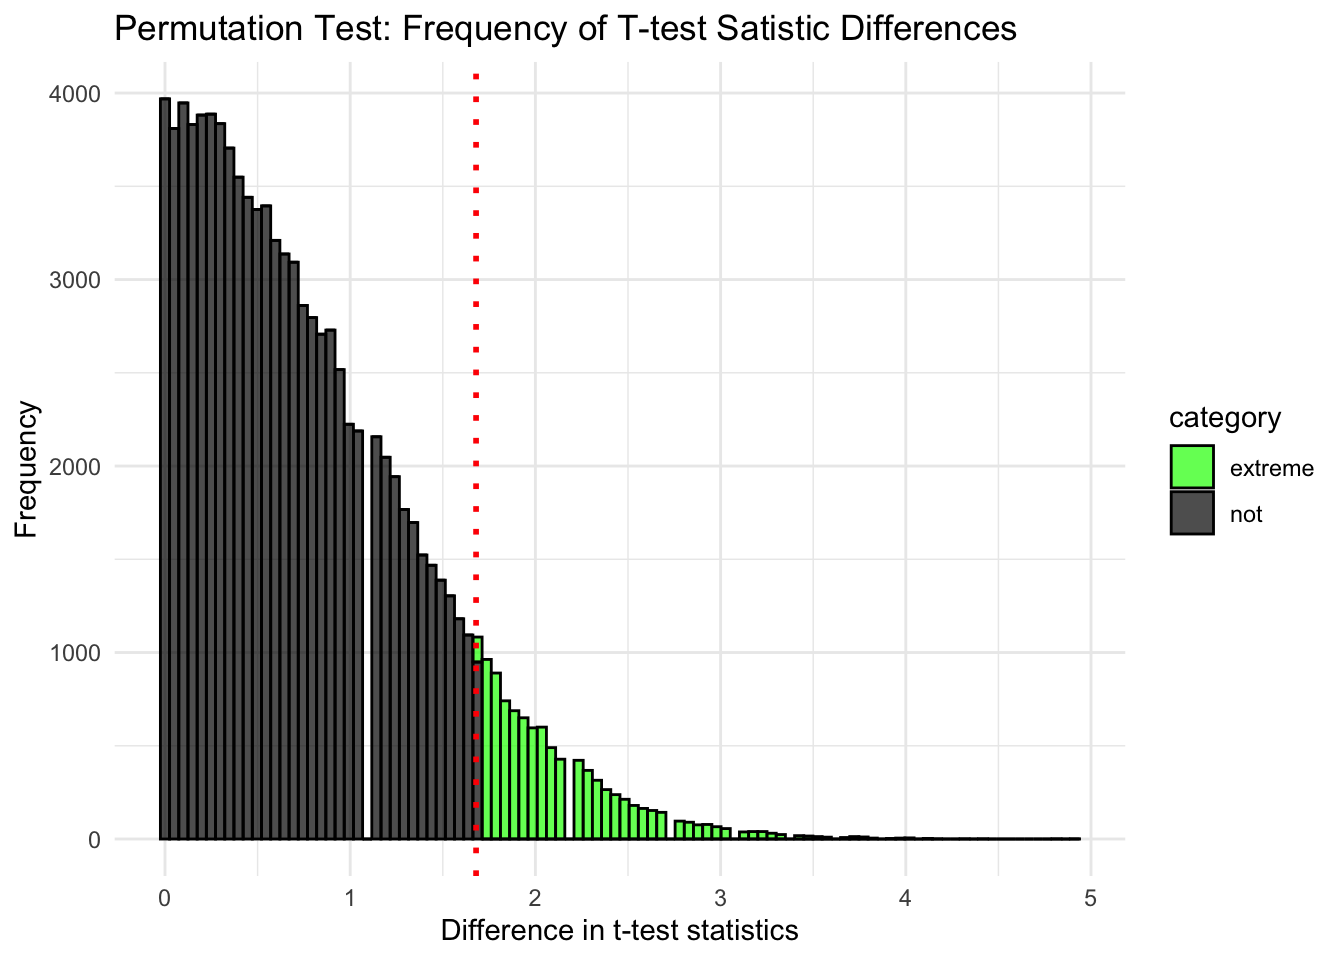 Permutation Test: Frequency of T-test Satistic Differences
4000
3000
2000
1000
0
Frequency
0 1 2 3 4 5
Difference in t-test statistics
category
extreme
not